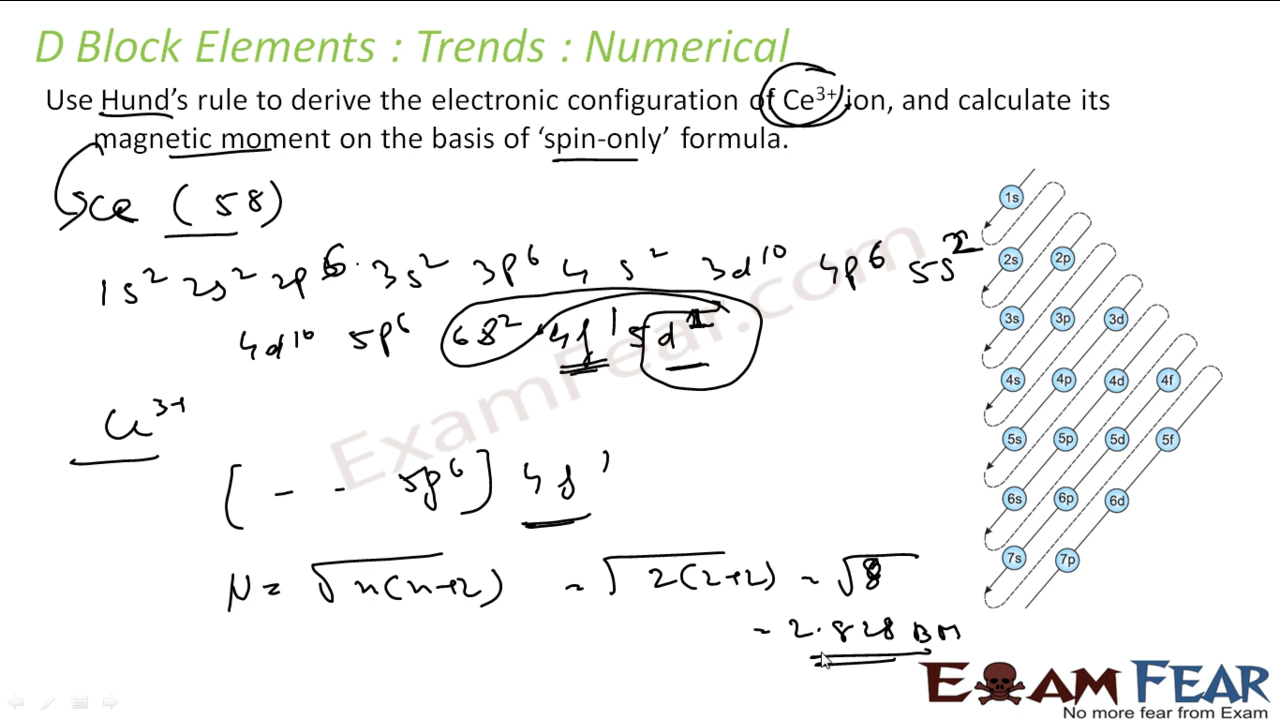 D Block Elements : Trends : Numerical
Use Hund’s rule to derive the electronic configuration of Ce³⁺ ion, and calculate its
magnetic moment on the basis of ‘spin-only’ formula.
Ce (58)
1s² 2s² 2p⁶ 3s² 3p⁶ 4s² 3d¹⁰ 4p⁶ 5s²
4d¹⁰ 5p⁶ 6s² 4f¹ 5d¹
Ce³⁺
[ - - 5p⁶ ] 4f¹
μ = √n(n+2) = √2(2+2) = √8
= 2.828 BM
1s
2s 2p
3s 3p 3d
4s 4p 4d 4f
5s 5p 5d 5f
6s 6p 6d
7s 7p
ExamFear.com
EXAM FEAR
No more fear from Exam